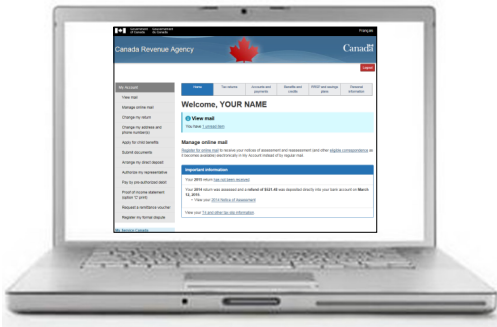 Government of Canada
Gouvernement du Canada
Français
Canada Revenue Agency
Canada
Logout
My Account
Home
Tax returns
Accounts and payments
Benefits and credits
RRSP and savings plans
Personal information
View mail
Manage online mail
Change my return
Change my address and phone number(s)
Apply for child benefits
Submit documents
Arrange my direct deposit
Authorize my representative
Pay by pre-authorized debit
Proof of income statement (option 'C' print)
Request a remittance voucher
Register my formal dispute
My Service Canada
Welcome, YOUR NAME
View mail
You have 1 unread item.
Manage online mail
Register for online mail to receive your notices of assessment and reassessment (and other eligible correspondence as
it becomes available) electronically in My Account instead of by regular mail.
Important information
Your 2015 return has not been received.
Your 2014 return was assessed and a refund of
was deposited directly into your bank account on March
14, 2016.
View your 2014 Notice of Assessment
View your T4 and other tax slip information